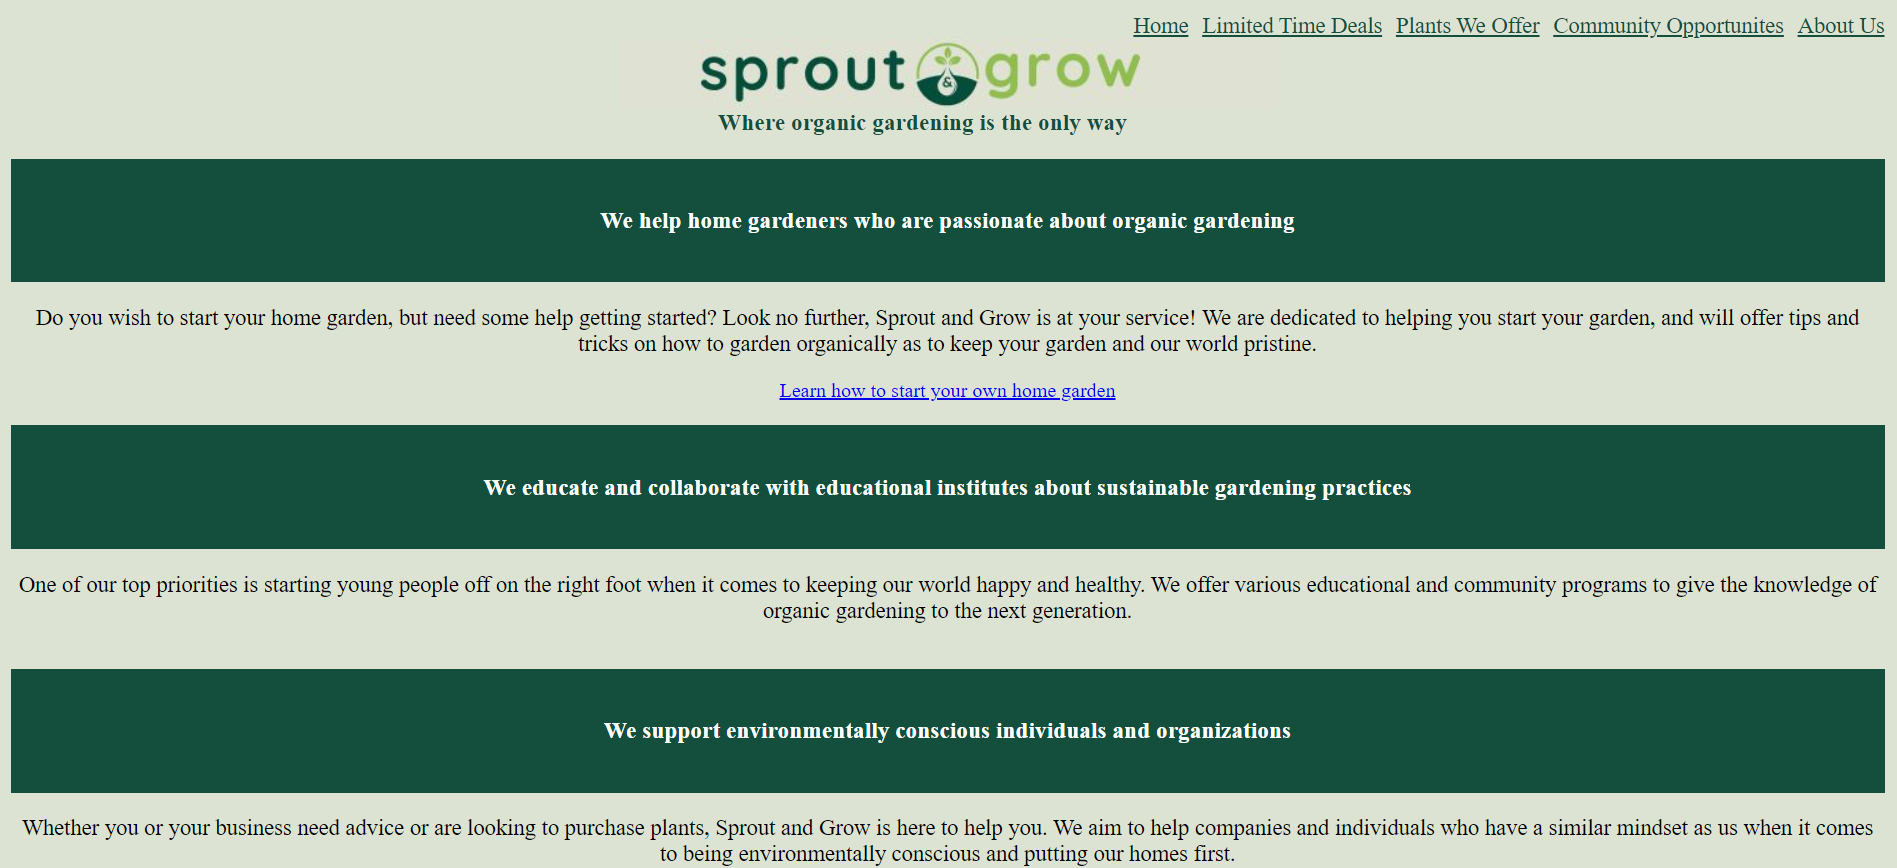 Home Limited Time Deals Plants We Offer Community Opportunites About Us
sprout & grow
Where organic gardening is the only way
We help home gardeners who are passionate about organic gardening
Do you wish to start your home garden, but need some help getting started? Look no further, Sprout and Grow is at your service! We are dedicated to helping you start your garden, and will offer tips and
tricks on how to garden organically as to keep your garden and our world pristine.
Learn how to start your own home garden
We educate and collaborate with educational institutes about sustainable gardening practices
One of our top priorities is starting young people off on the right foot when it comes to keeping our world happy and healthy. We offer various educational and community programs to give the knowledge of
organic gardening to the next generation.
We support environmentally conscious individuals and organizations
Whether you or your business need advice or are looking to purchase plants, Sprout and Grow is here to help you. We aim to help companies and individuals who have a similar mindset as us when it comes
to being environmentally conscious and putting our homes first.